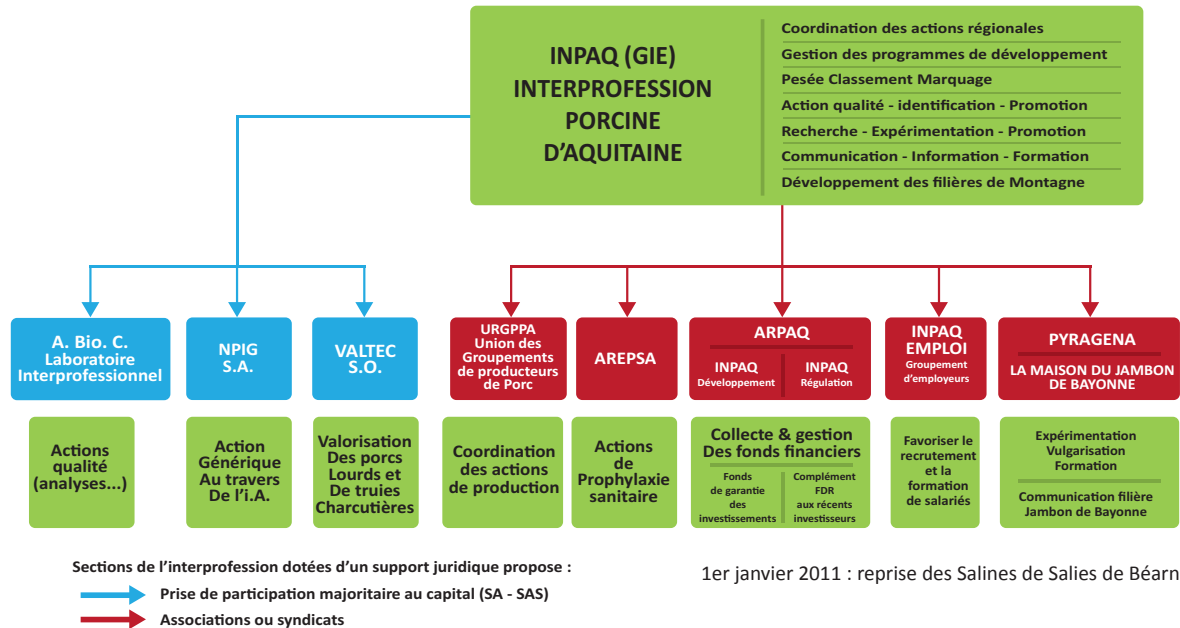 INPAQ (GIE)
INTERPROFESSION
PORCINE
D'AQUITAINE
Coordination des actions régionales
Gestion des programmes de développement
Pesée Classement Marquage
Action qualité - identification - Promotion
Recherche - Expérimentation - Promotion
Communication - Information - Formation
Développement des filières de Montagne
A. Bio. C.
Laboratoire
Interprofessionnel
NPIG
S.A.
VALTEC
S.O.
URGPPA
Union des
Groupements
de producteurs
de Porc
AREPSA
ARPAQ
INPAQ
Développement
INPAQ
Régulation
INPAQ
EMPLOI
Groupement
d'employeurs
PYRAGENA
LA MAISON DU JAMBON
DE BAYONNE
Actions
qualité
(analyses...)
Action
Générique
Au travers
De l'i.A.
Valorisation
Des porcs
Lourds et
De truies
Charcutières
Coordination
des actions
de production
Actions
de
Prophylaxie
sanitaire
Collecte & gestion
Des fonds financiers
Fonds
de garantie
des
investissements
Complément
FDR
aux récents
investisseurs
Favoriser le
recrutement
et la
formation
de salariés
Expérimentation
Vulgarisation
Formation
Communication filière
Jambon de Bayonne
Sections de l'interprofession dotées d'un support juridique propose :
Prise de participation majoritaire au capital (SA - SAS)
Associations ou syndicats
1er janvier 2011 : reprise des Salines de Salies de Béarn